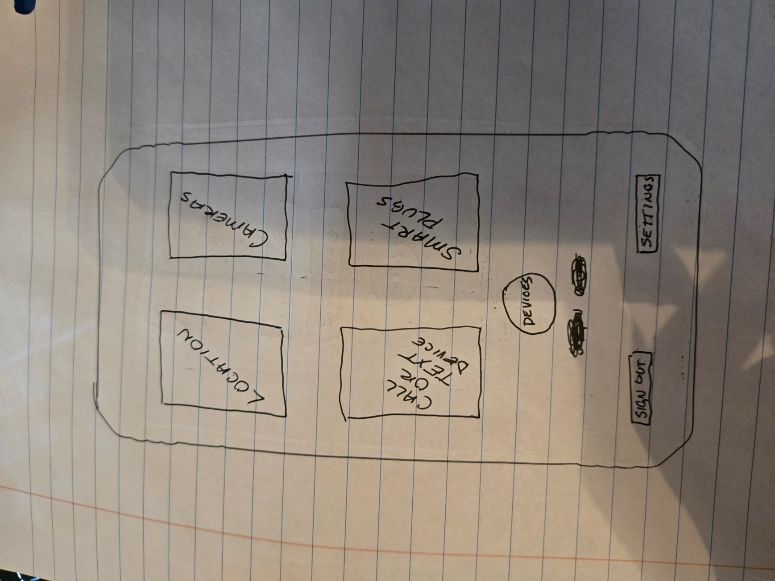 LOCATION
CAMERAS
CALL
OR
TEXT
DEVICE
SMART
PLUGS
DEVICES
SIGN OUT
SETTINGS